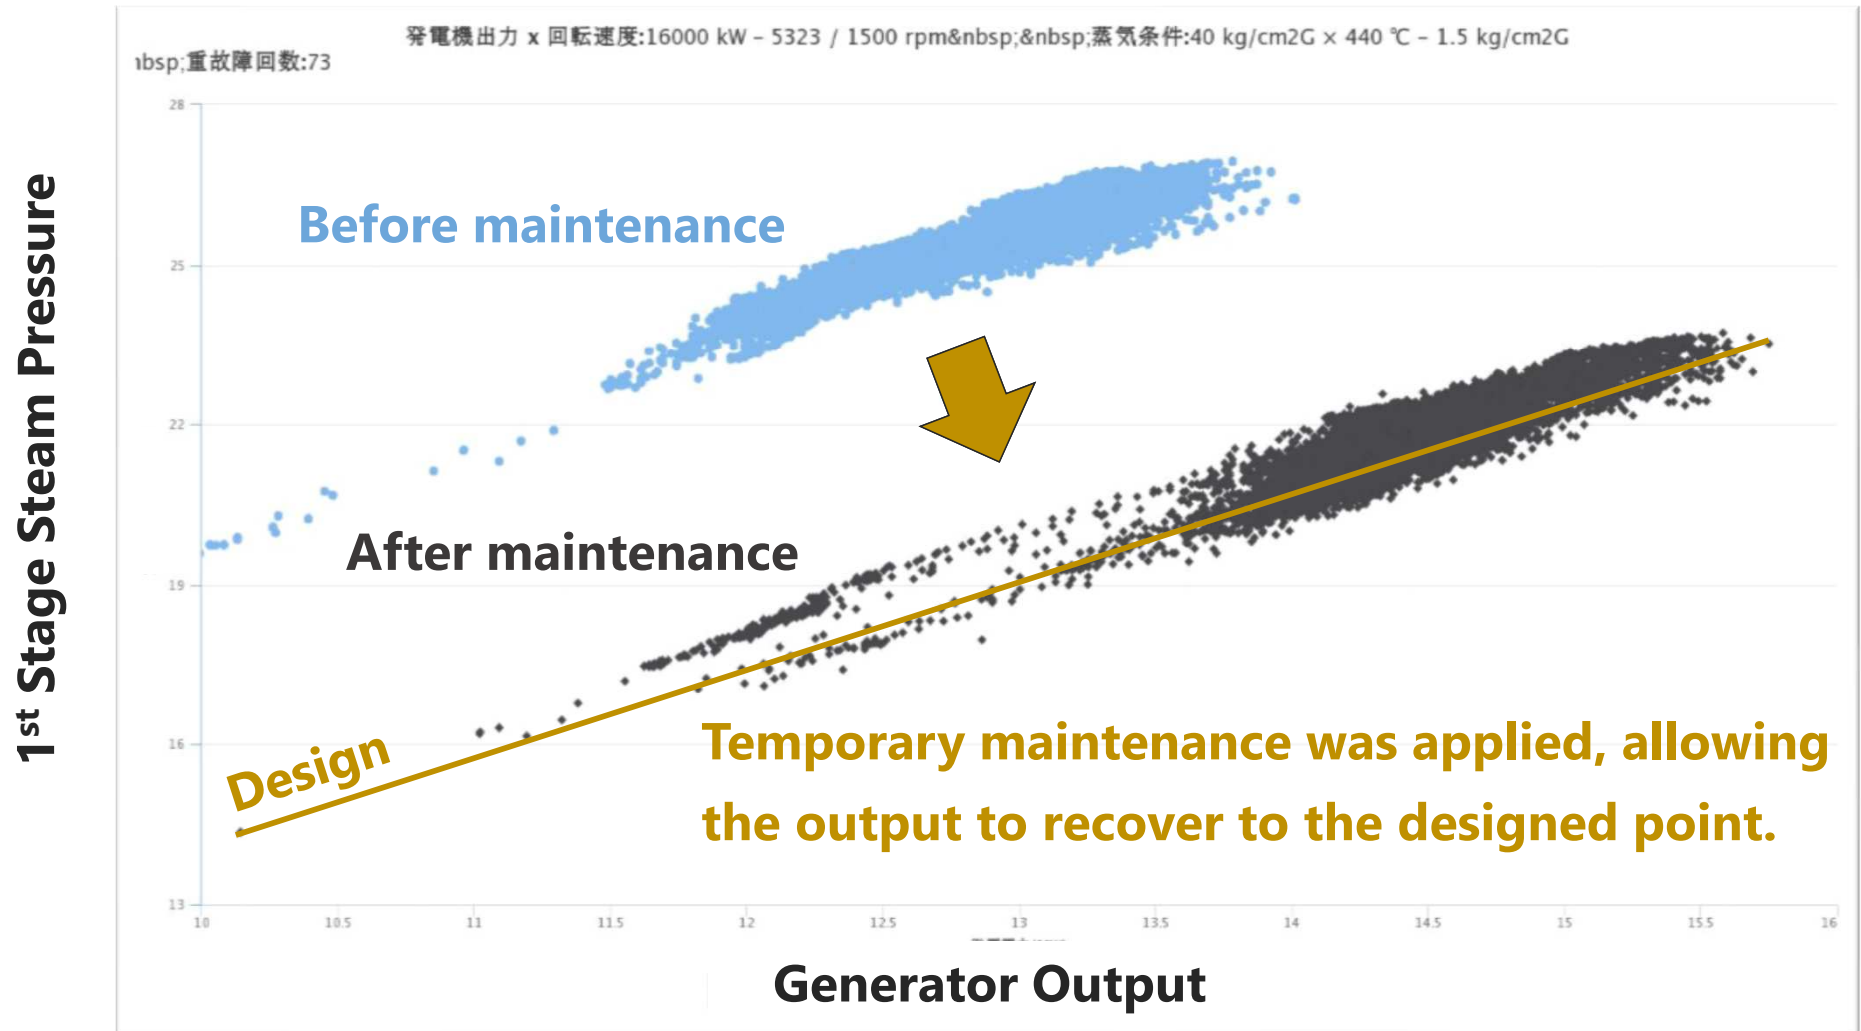 発電機出力 x 回転速度:16000 kW – 5323 / 1500 rpm&nbsp;&nbsp;蒸気条件:40 kg/cm2G × 440 ℃ – 1.5 kg/cm2G
nbsp;重故障回数:73
28
25
22
19
16
13
1st Stage Steam Pressure
Before maintenance
After maintenance
Design
Temporary maintenance was applied, allowing
the output to recover to the designed point.
10 10.5 11 11.5 12 12.5 13 13.5 14 14.5 15 15.5 16
Generator Output